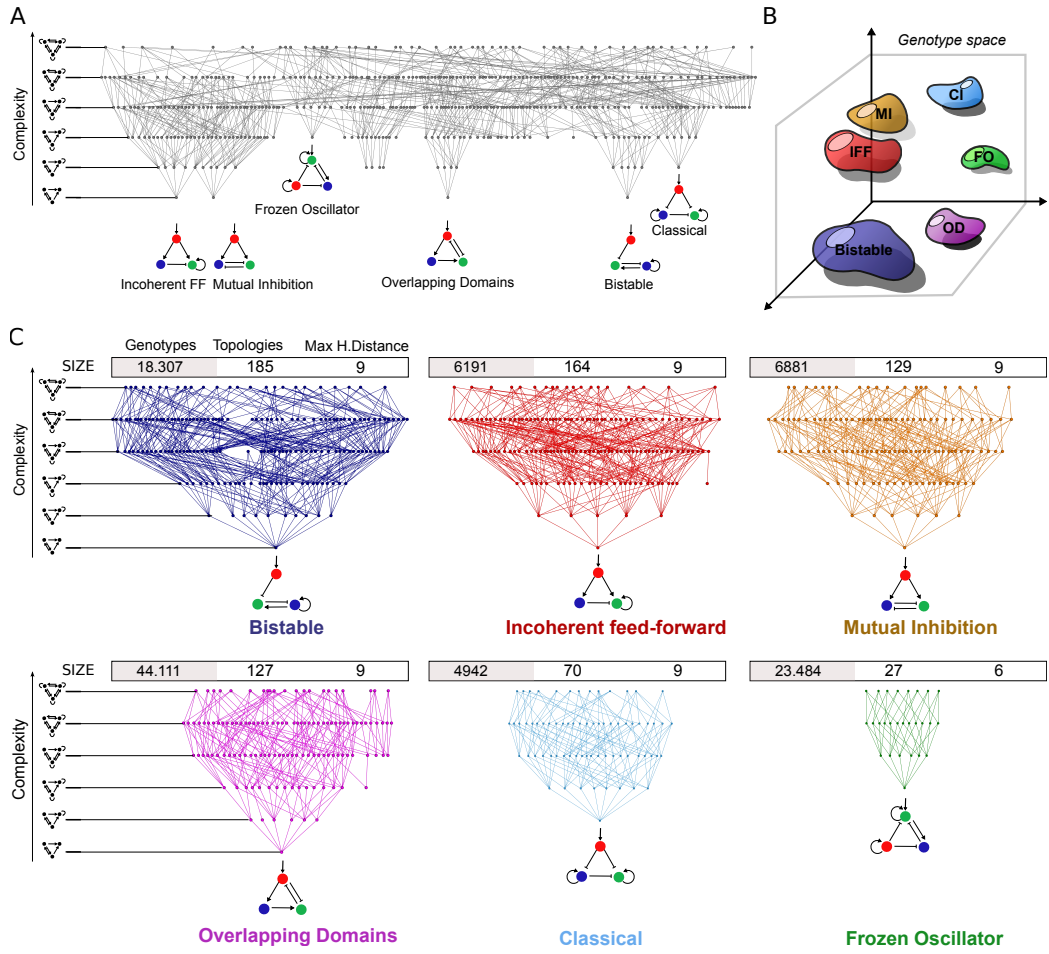 A
Complexity
Frozen Oscillator
Classical
Incoherent FF Mutual Inhibition
Overlapping Domains
Bistable
B
Genotype space
CI
MI
IFF
FO
OD
Bistable
C
Genotypes Topologies Max H.Distance
SIZE 18.307 185 9
6191 164 9
6881 129 9
Complexity
Bistable
Incoherent feed-forward
Mutual Inhibition
SIZE 44.111 127 9
4942 70 9
23.484 27 6
Complexity
Overlapping Domains
Classical
Frozen Oscillator